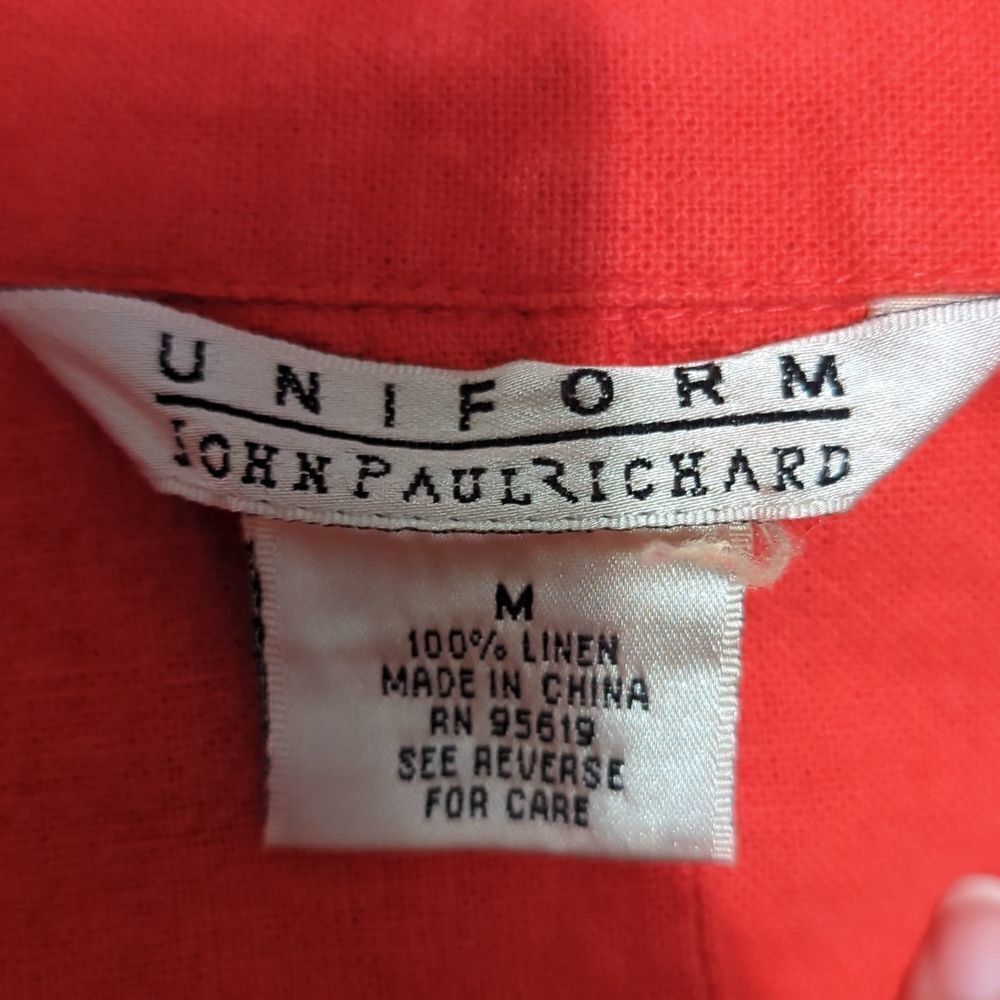 UNIFORM
JOHN PAUL RICHARD
M
100% LINEN
MADE IN CHINA
RN 95619
SEE REVERSE
FOR CARE